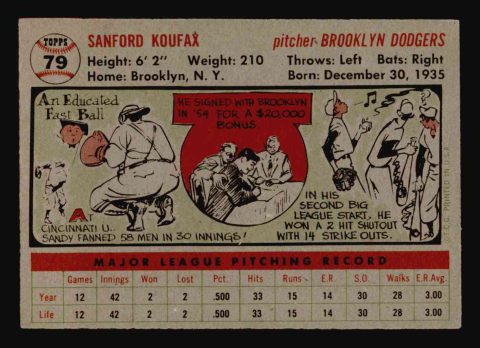 TOPPS
79
SANFORD KOUFAX
pitcher BROOKLYN DODGERS
Height: 6' 2" Weight: 210
Throws: Left Bats: Right
Home: Brooklyn, N. Y.
Born: December 30, 1935
An Educated
Fast Ball
AT
CINCINNATI U..
SANDY FANNED 58 MEN IN 30 INNINGS!
HE SIGNED WITH BROOKLYN
IN '54 FOR A $20,000
BONUS.
IN HIS
SECOND BIG
LEAGUE START, HE
WON A 2 HIT SHUTOUT
WITH 14 STRIKE OUTS.
PRINTED IN U.S.A.
MAJOR LEAGUE PITCHING RECORD
Games Innings Won Lost Pct. Hits Runs E.R. S.O. Walks E.R.Avg.
Year 12 42 2 2 .500 33 15 14 30 28 3.00
Life 12 42 2 2 .500 33 15 14 30 28 3.00